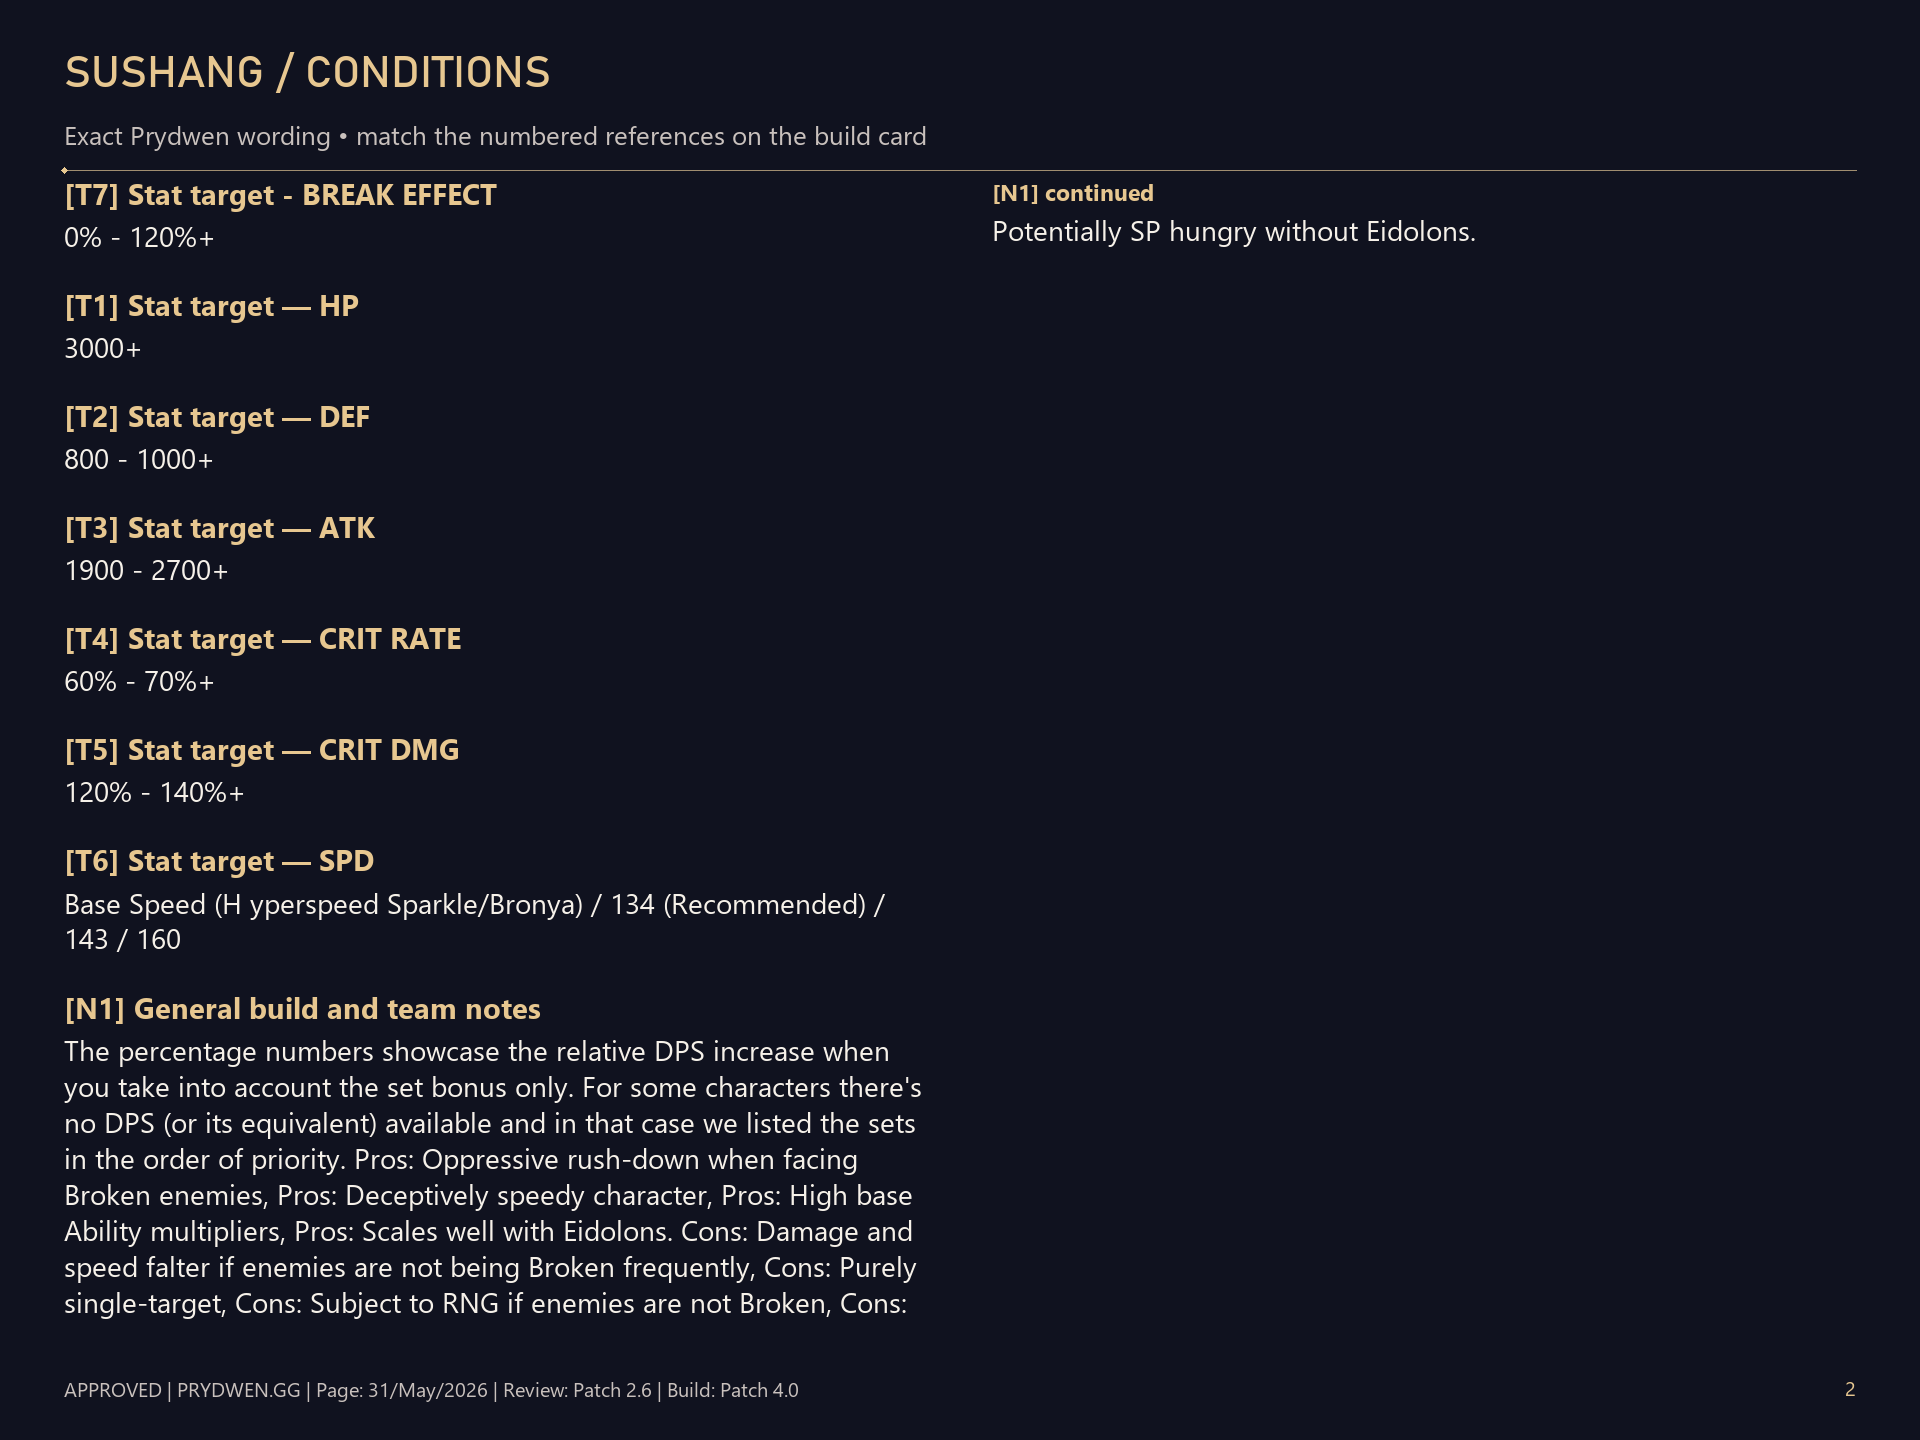 SUSHANG / CONDITIONS
Exact Prydwen wording • match the numbered references on the build card
[T7] Stat target - BREAK EFFECT
0% - 120%+
[T1] Stat target — HP
3000+
[T2] Stat target — DEF
800 - 1000+
[T3] Stat target — ATK
1900 - 2700+
[T4] Stat target — CRIT RATE
60% - 70%+
[T5] Stat target — CRIT DMG
120% - 140%+
[T6] Stat target — SPD
Base Speed (H yperspeed Sparkle/Bronya) / 134 (Recommended) /
143 / 160
[N1] General build and team notes
The percentage numbers showcase the relative DPS increase when
you take into account the set bonus only. For some characters there's
no DPS (or its equivalent) available and in that case we listed the sets
in the order of priority. Pros: Oppressive rush-down when facing
Broken enemies, Pros: Deceptively speedy character, Pros: High base
Ability multipliers, Pros: Scales well with Eidolons. Cons: Damage and
speed falter if enemies are not being Broken frequently, Cons: Purely
single-target, Cons: Subject to RNG if enemies are not Broken, Cons:
[N1] continued
Potentially SP hungry without Eidolons.
APPROVED | PRYDWEN.GG | Page: 31/May/2026 | Review: Patch 2.6 | Build: Patch 4.0
2